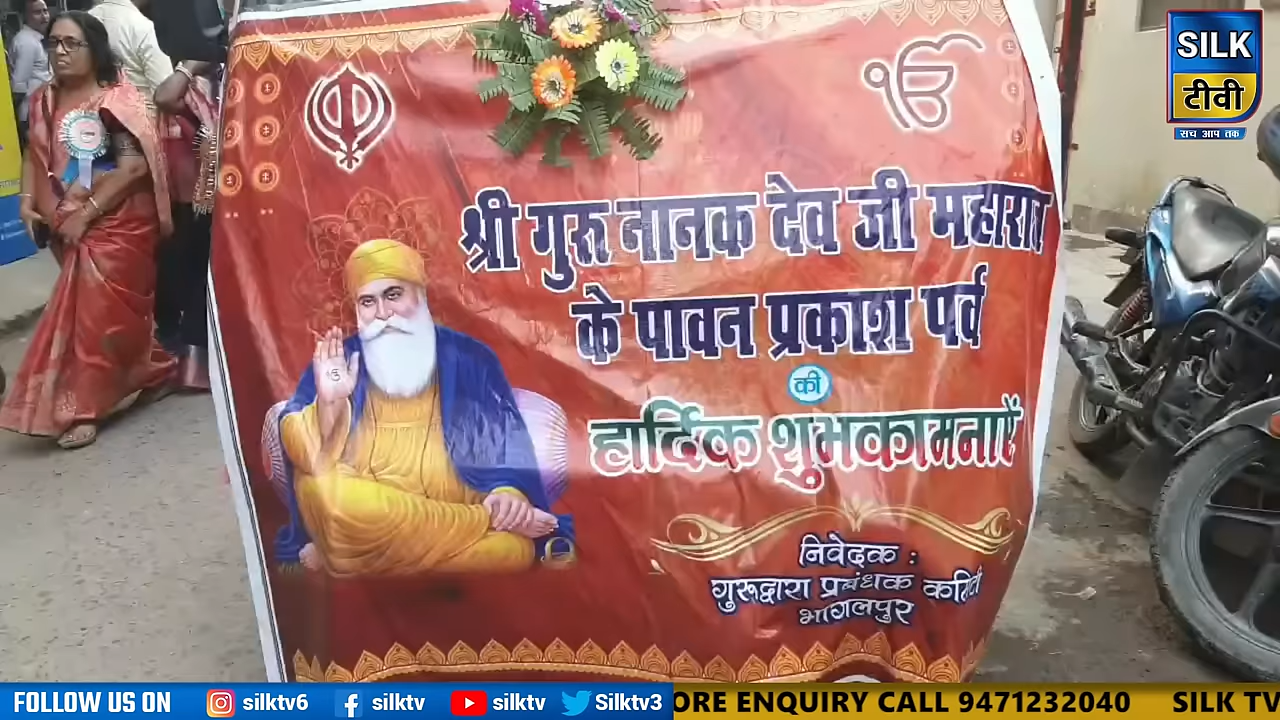 SILK
टीवी
सच आप तक
श्री गुरु नानक देव जी महाराज
के पावन प्रकाश पर्व
की
हार्दिक शुभकामनाएँ
निवेदक :
गुरूद्वारा प्रबंधक कमिटी
भागलपुर
FOLLOW US ON silktv6 silktv silktv Silktv3 ORE ENQUIRY CALL 9471232040 SILK TV